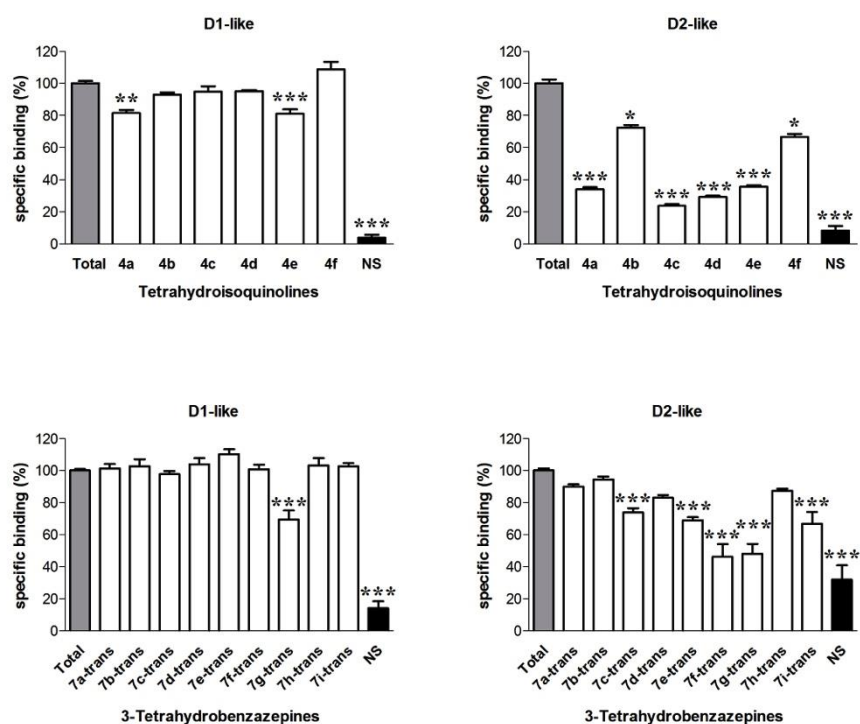 D1-like
specific binding (%)
120
100
80
60
40
20
0
**
***
***
Total 4a 4b 4c 4d 4e 4f NS
Tetrahydroisoquinolines
D2-like
specific binding (%)
120
100
80
60
40
20
0
***
*
***
***
***
*
***
Total 4a 4b 4c 4d 4e 4f NS
Tetrahydroisoquinolines
D1-like
specific binding (%)
120
100
80
60
40
20
0
***
***
Total 7a-trans 7b-trans 7c-trans 7d-trans 7e-trans 7f-trans 7g-trans 7h-trans 7i-trans NS
3-Tetrahydrobenzazepines
D2-like
specific binding (%)
120
100
80
60
40
20
0
***
***
***
***
***
***
Total 7a-trans 7b-trans 7c-trans 7d-trans 7e-trans 7f-trans 7g-trans 7h-trans 7i-trans NS
3-Tetrahydrobenzazepines